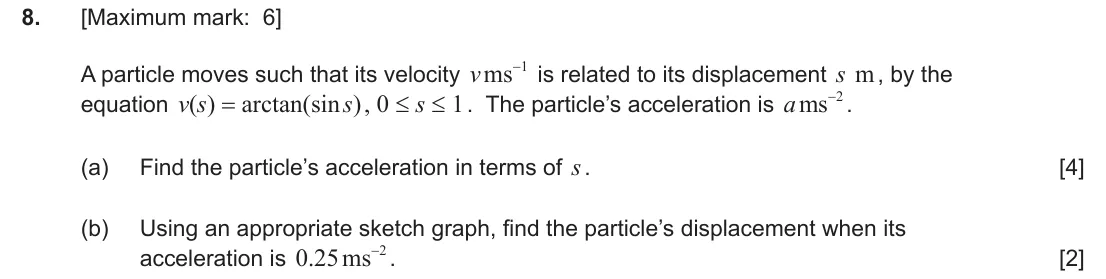 8. [Maximum mark: 6]
A particle moves such that its velocity v ms⁻¹ is related to its displacement s m, by the
equation v(s) = arctan(sin s), 0 ≤ s ≤ 1. The particle's acceleration is a ms⁻².
(a) Find the particle's acceleration in terms of s. [4]
(b) Using an appropriate sketch graph, find the particle's displacement when its
acceleration is 0.25 ms⁻². [2]